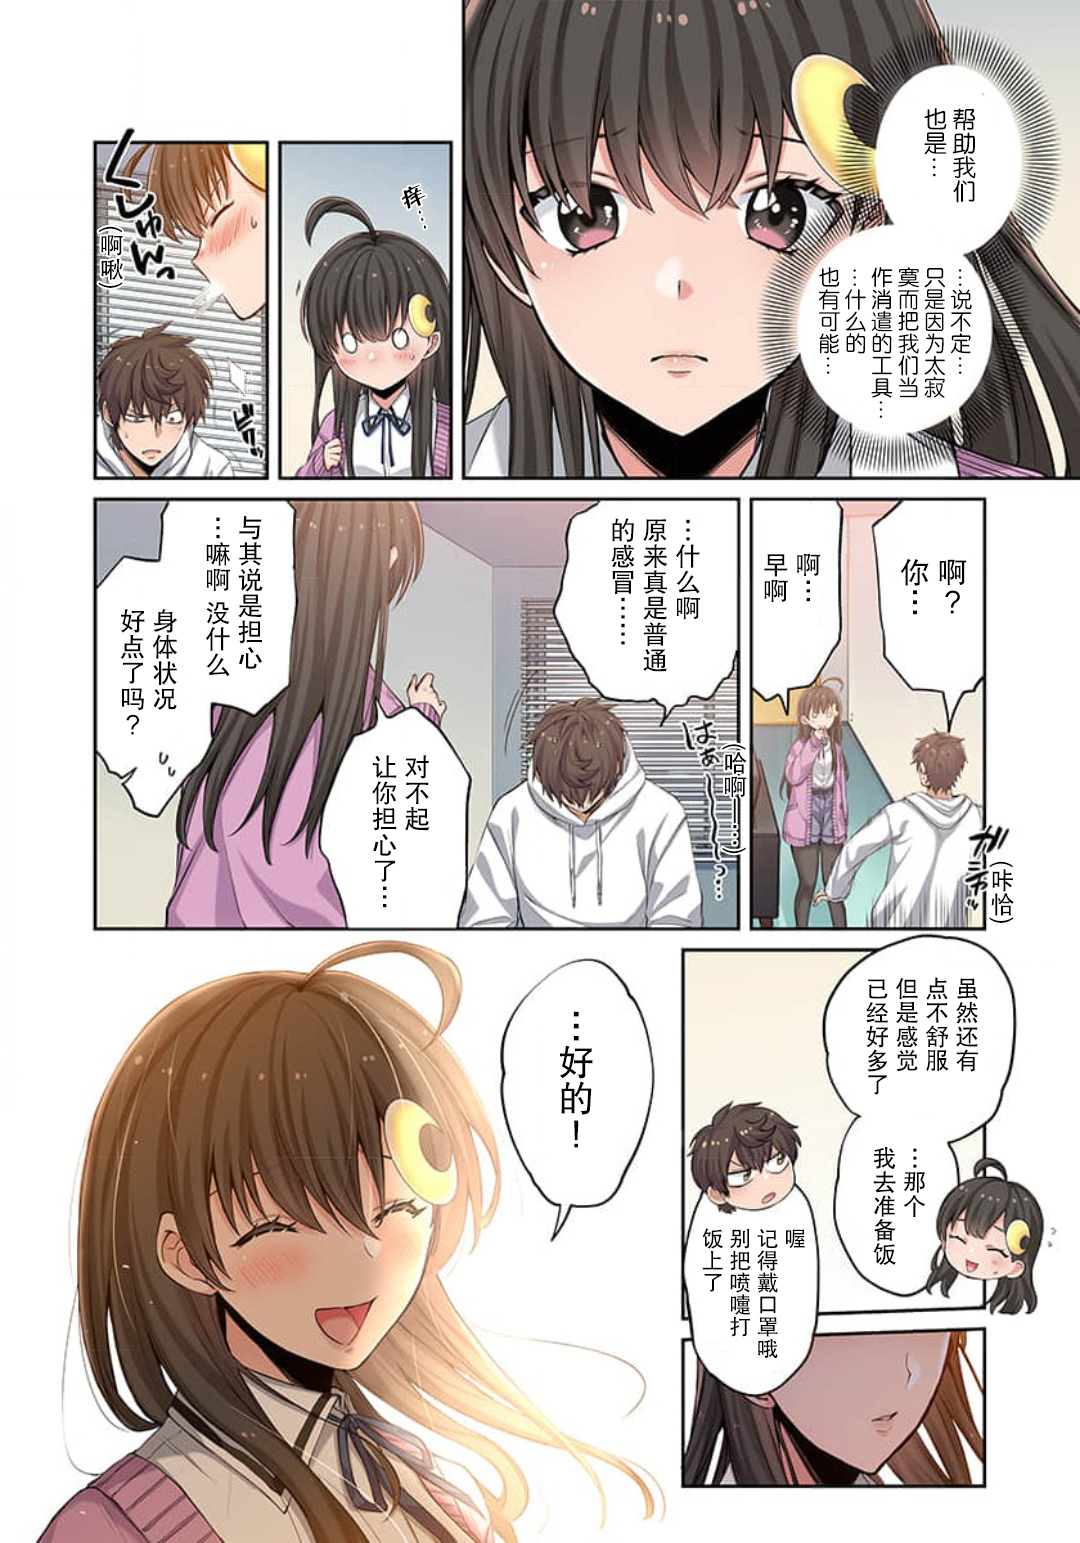 帮助我们
也是…
…说不定…
只是因为太寂
寞而把我们当
作消遣的工具…
…什么的
也有可能…
痒…
くしゅんっ
(啊啾)
ビクッ
啊？
你…
啊…
早啊
ガタッ
(咔恰)
…什么啊
原来真是普通
的感冒……
はぁ～～っ…
(哈啊——…)
对不起
让你担心了…
与其说是担心
…嘛啊 没什么
身体状况
好点了吗？
虽然还有
点不舒服
但是感觉
已经好多了
…那个
我去准备饭
喔
记得戴口罩哦
别把喷嚏打
饭上了
…好的！